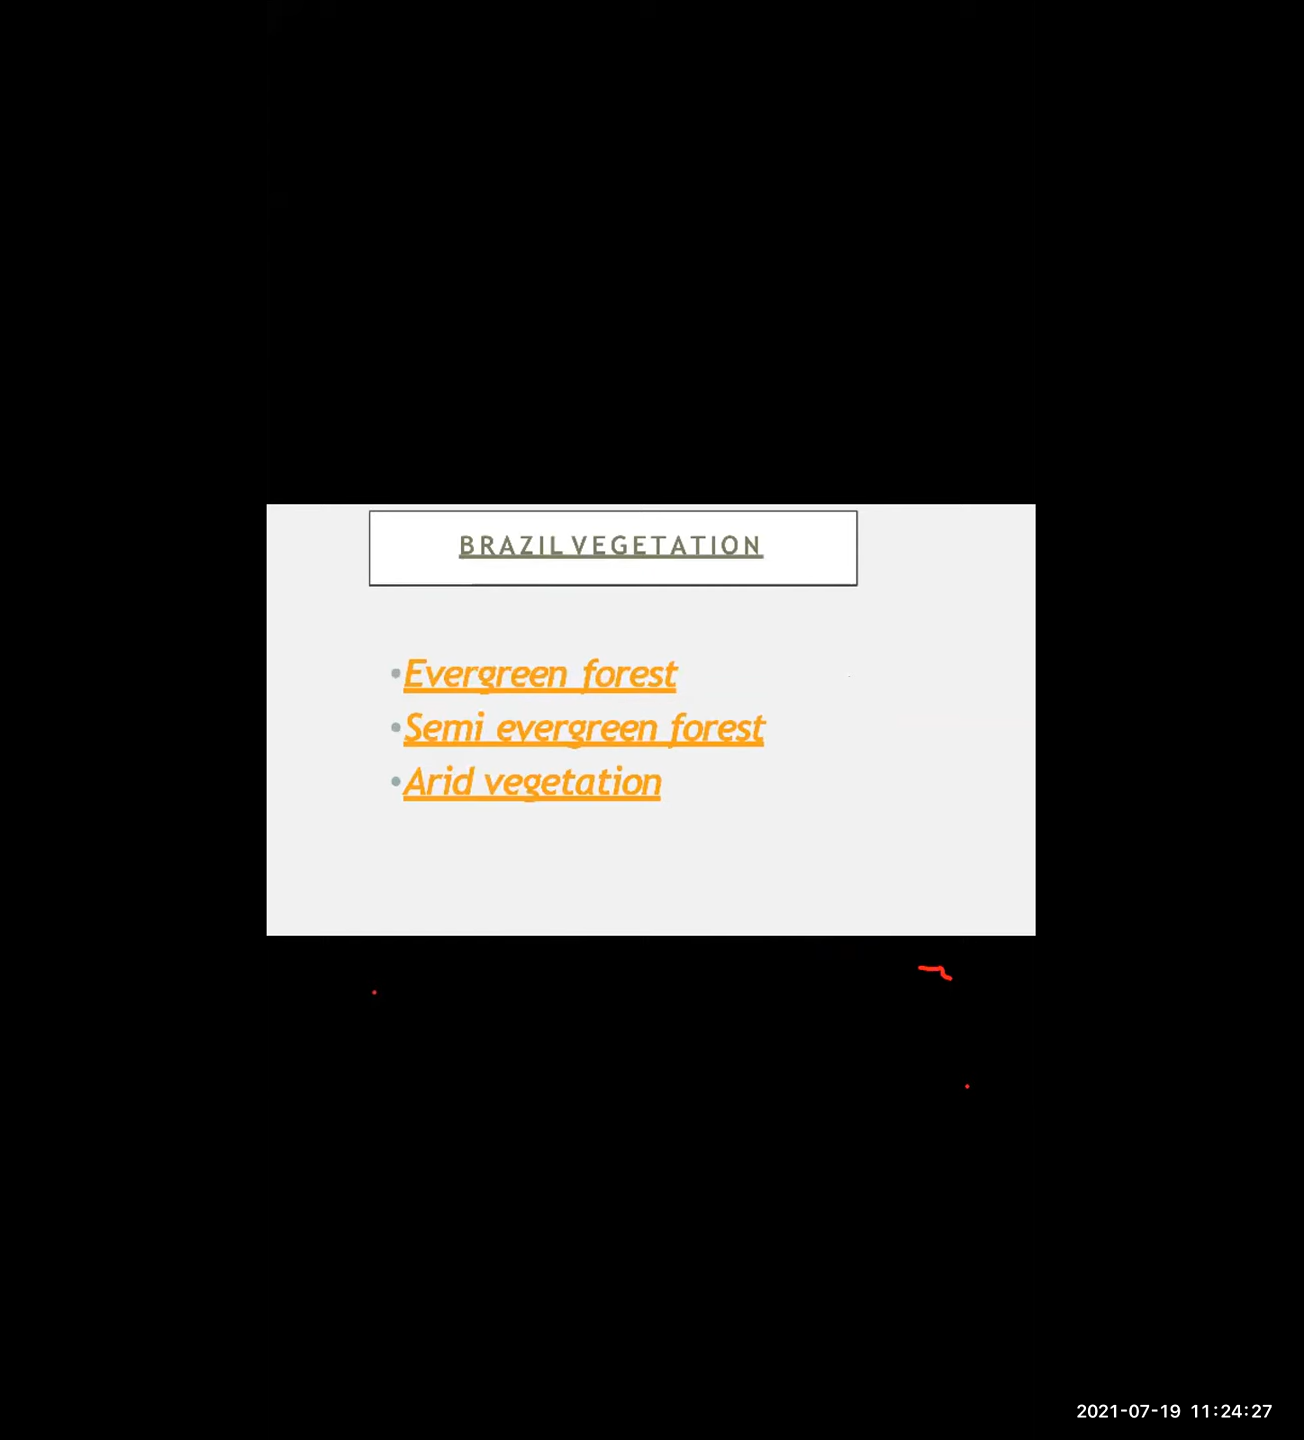 BRAZIL VEGETATION
•Evergreen forest
•Semi evergreen forest
•Arid vegetation
2021-07-19 11:24:27